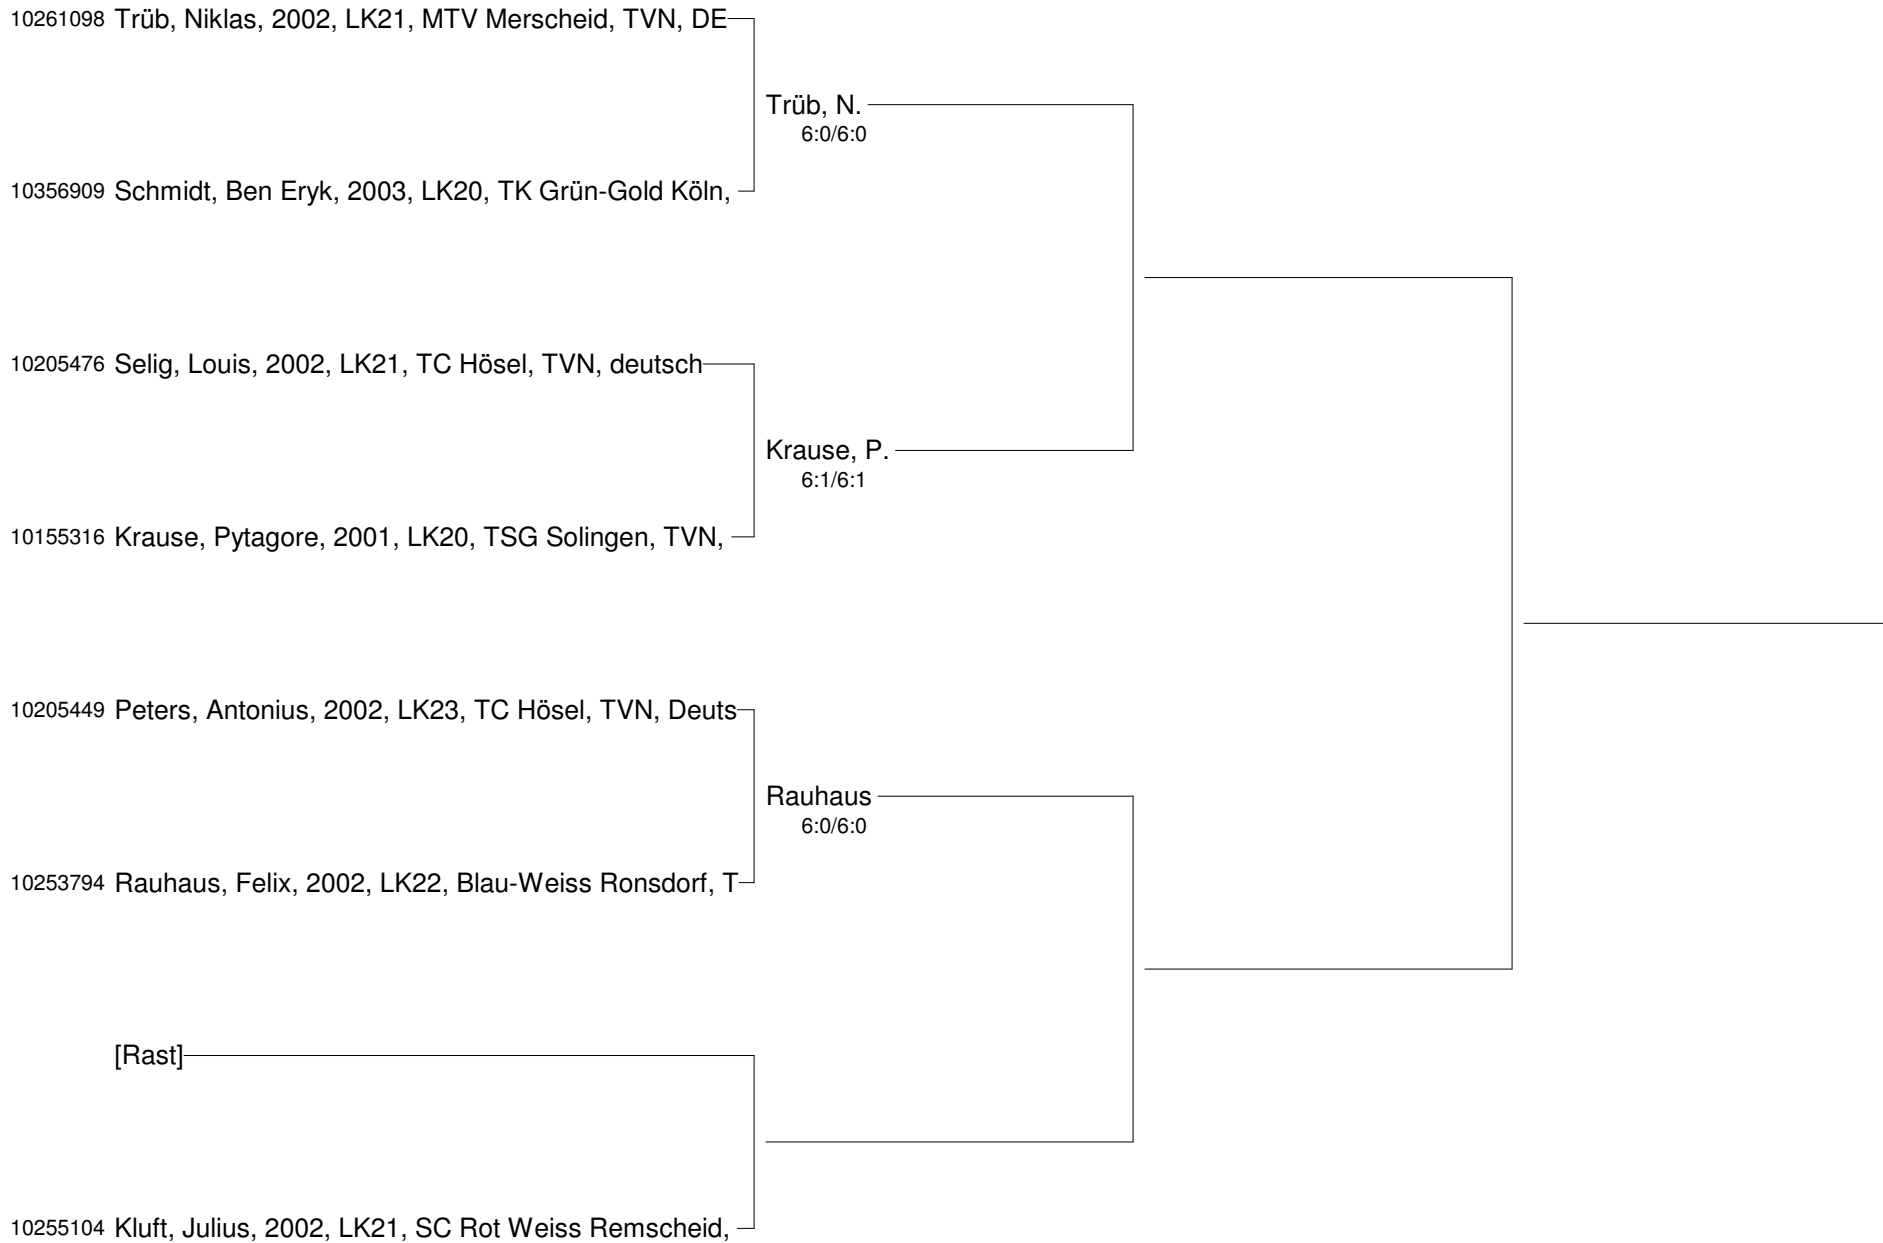 10261098 Trüb, Niklas, 2002, LK21, MTV Merscheid, TVN, DE
Trüb, N.
6:0/6:0
10356909 Schmidt, Ben Eryk, 2003, LK20, TK Grün-Gold Köln,
10205476 Selig, Louis, 2002, LK21, TC Hösel, TVN, deutsch
Krause, P.
6:1/6:1
10155316 Krause, Pytagore, 2001, LK20, TSG Solingen, TVN,
10205449 Peters, Antonius, 2002, LK23, TC Hösel, TVN, Deuts
Rauhaus
6:0/6:0
10253794 Rauhaus, Felix, 2002, LK22, Blau-Weiss Ronsdorf, T
[Rast]
10255104 Kluft, Julius, 2002, LK21, SC Rot Weiss Remscheid,